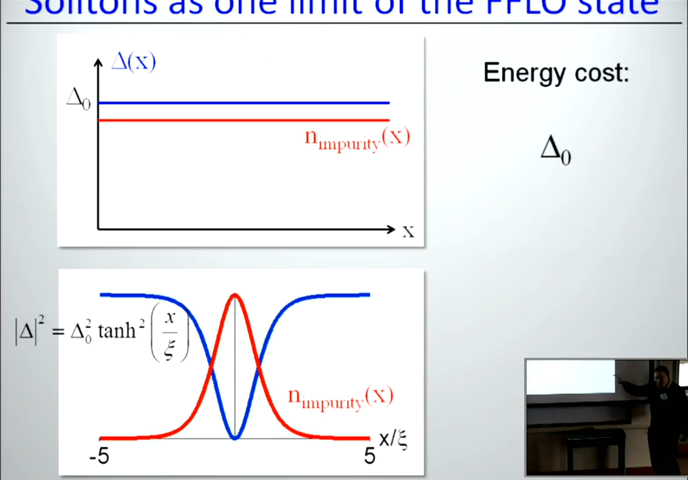 Solitons as one limit of the FFLO state
Δ(x)
Energy cost:
Δ₀
n_impurity(x)
Δ₀
x
|Δ|² = Δ₀² tanh² (x/ξ)
n_impurity(x)
x/ξ
-5
5